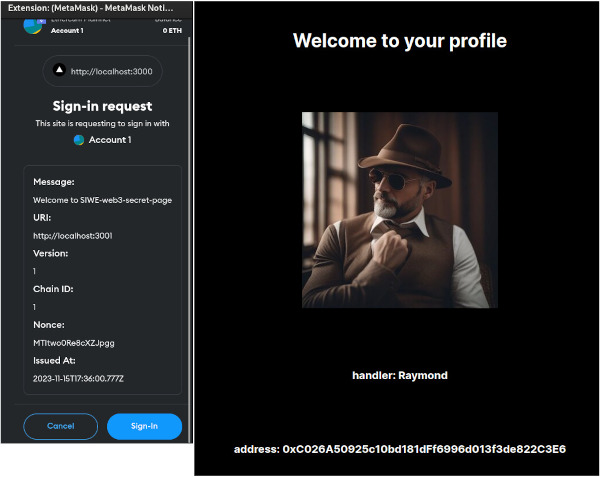 Extension: (MetaMask) - MetaMask Noti...
Ethereum Mainnet
Balance
Account 1
0 ETH
http://localhost:3000
Sign-in request
This site is requesting to sign in with
Account 1
Message:
Welcome to SIWE-web3-secret-page
URI:
http://localhost:3001
Version:
1
Chain ID:
1
Nonce:
MTItwo0Re8cXZJpgg
Issued At:
2023-11-15T17:36:00.777Z
Cancel
Sign-In
Welcome to your profile
handler: Raymond
address: 0xC026A50925c10bd181dFf6996d013f3de822C3E6